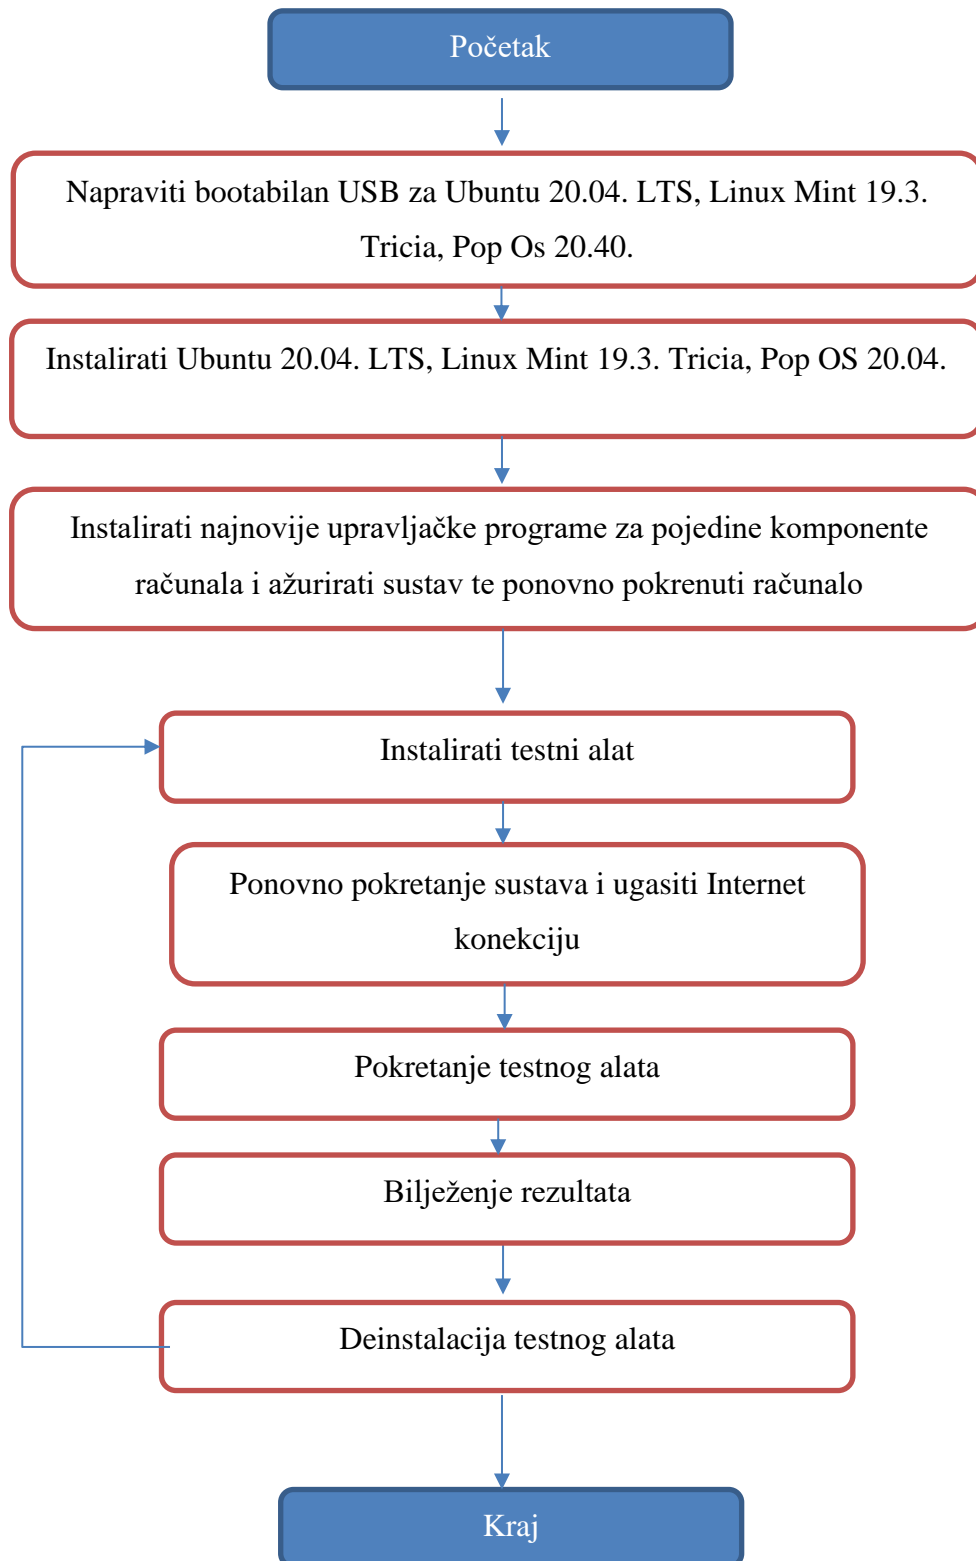 Početak
Napraviti bootabilan USB za Ubuntu 20.04. LTS, Linux Mint 19.3.
Tricia, Pop Os 20.40.
Instalirati Ubuntu 20.04. LTS, Linux Mint 19.3. Tricia, Pop OS 20.04.
Instalirati najnovije upravljačke programe za pojedine komponente
računala i ažurirati sustav te ponovno pokrenuti računalo
Instalirati testni alat
Ponovno pokretanje sustava i ugasiti Internet
konekciju
Pokretanje testnog alata
Bilježenje rezultata
Deinstalacija testnog alata
Kraj